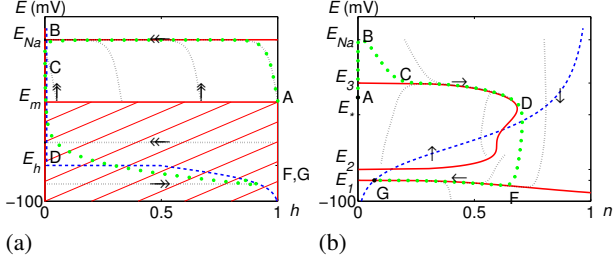 E (mV)
E_Na
B
C
E_m
A
E_h
D
F,G
−100
0
0.5
h
1
(a)
E (mV)
E_Na
B
E_3
C
A
D
E_*
E_2
E_1
G
F
−100
0
0.5
n
1
(b)